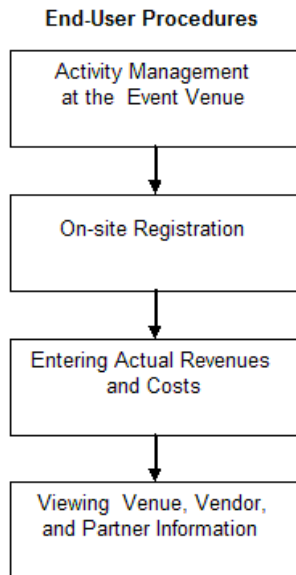 End-User Procedures
Activity Management
at the Event Venue
On-site Registration
Entering Actual Revenues
and Costs
Viewing Venue, Vendor,
and Partner Information